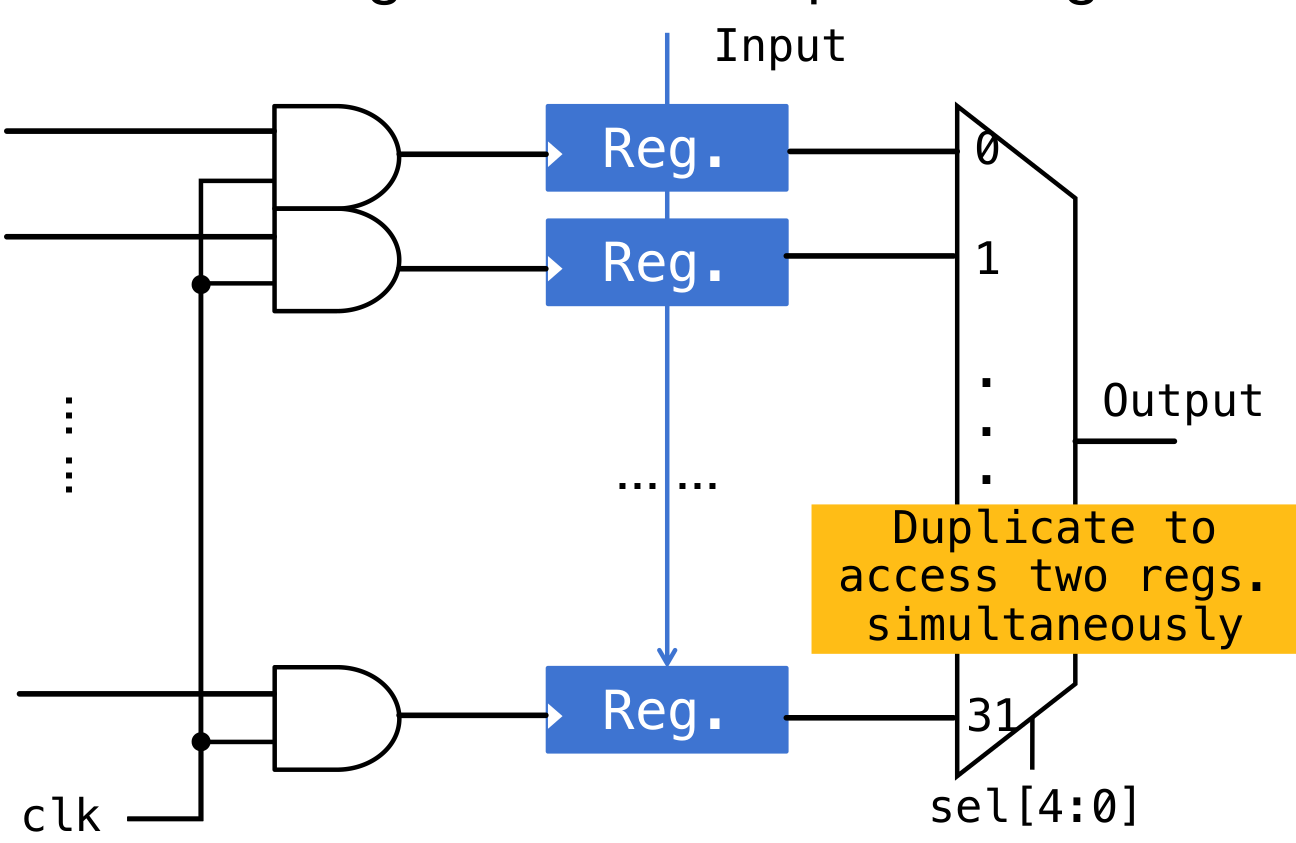 Input
Reg.
0
Reg.
1
.
.
.
Output
... ...
... ...
Duplicate to
access two regs.
simultaneously
Reg.
31
clk
sel[4:0]